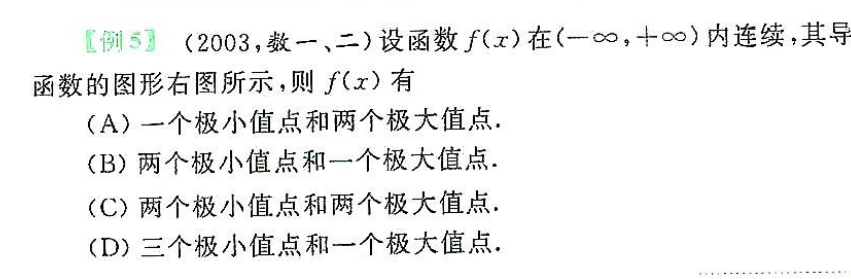 【例5】 (2003,数一、二)设函数 f(x)在(-∞,+∞)内连续,其导
函数的图形右图所示,则 f(x)有
(A) 一个极小值点和两个极大值点.
(B) 两个极小值点和一个极大值点.
(C) 两个极小值点和两个极大值点.
(D) 三个极小值点和一个极大值点.